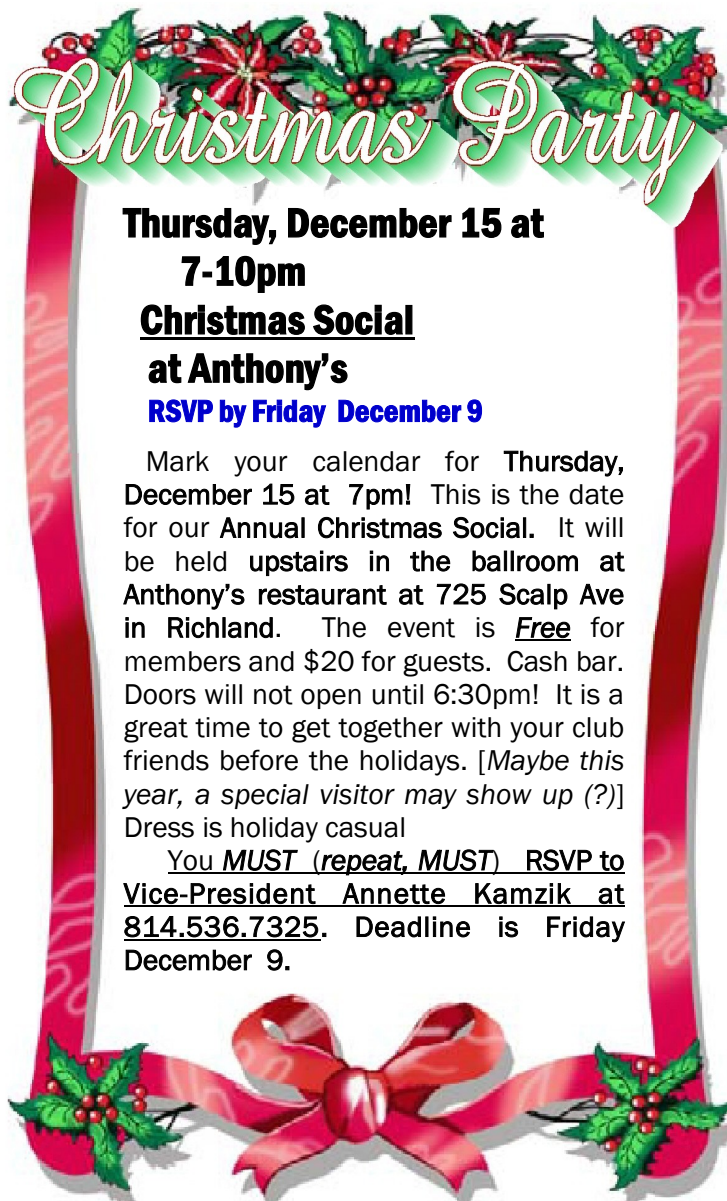 Christmas Party
Thursday, December 15 at
7-10pm
Christmas Social
at Anthony’s
RSVP by Friday December 9
Mark your calendar for Thursday,
December 15 at 7pm! This is the date
for our Annual Christmas Social. It will
be held upstairs in the ballroom at
Anthony’s restaurant at 725 Scalp Ave
in Richland. The event is Free for
members and $20 for guests. Cash bar.
Doors will not open until 6:30pm! It is a
great time to get together with your club
friends before the holidays. [Maybe this
year, a special visitor may show up (?)]
Dress is holiday casual
You MUST (repeat, MUST) RSVP to
Vice-President Annette Kamzik at
814.536.7325. Deadline is Friday
December 9.